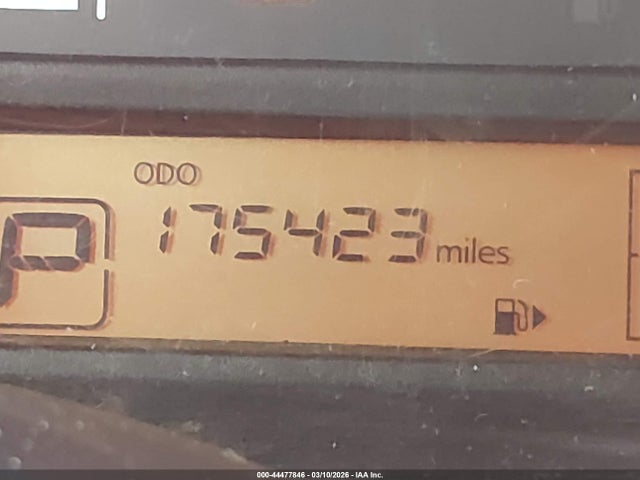 ODO
P
175423 miles
000-44477846 - 03/10/2026 - IAA Inc.